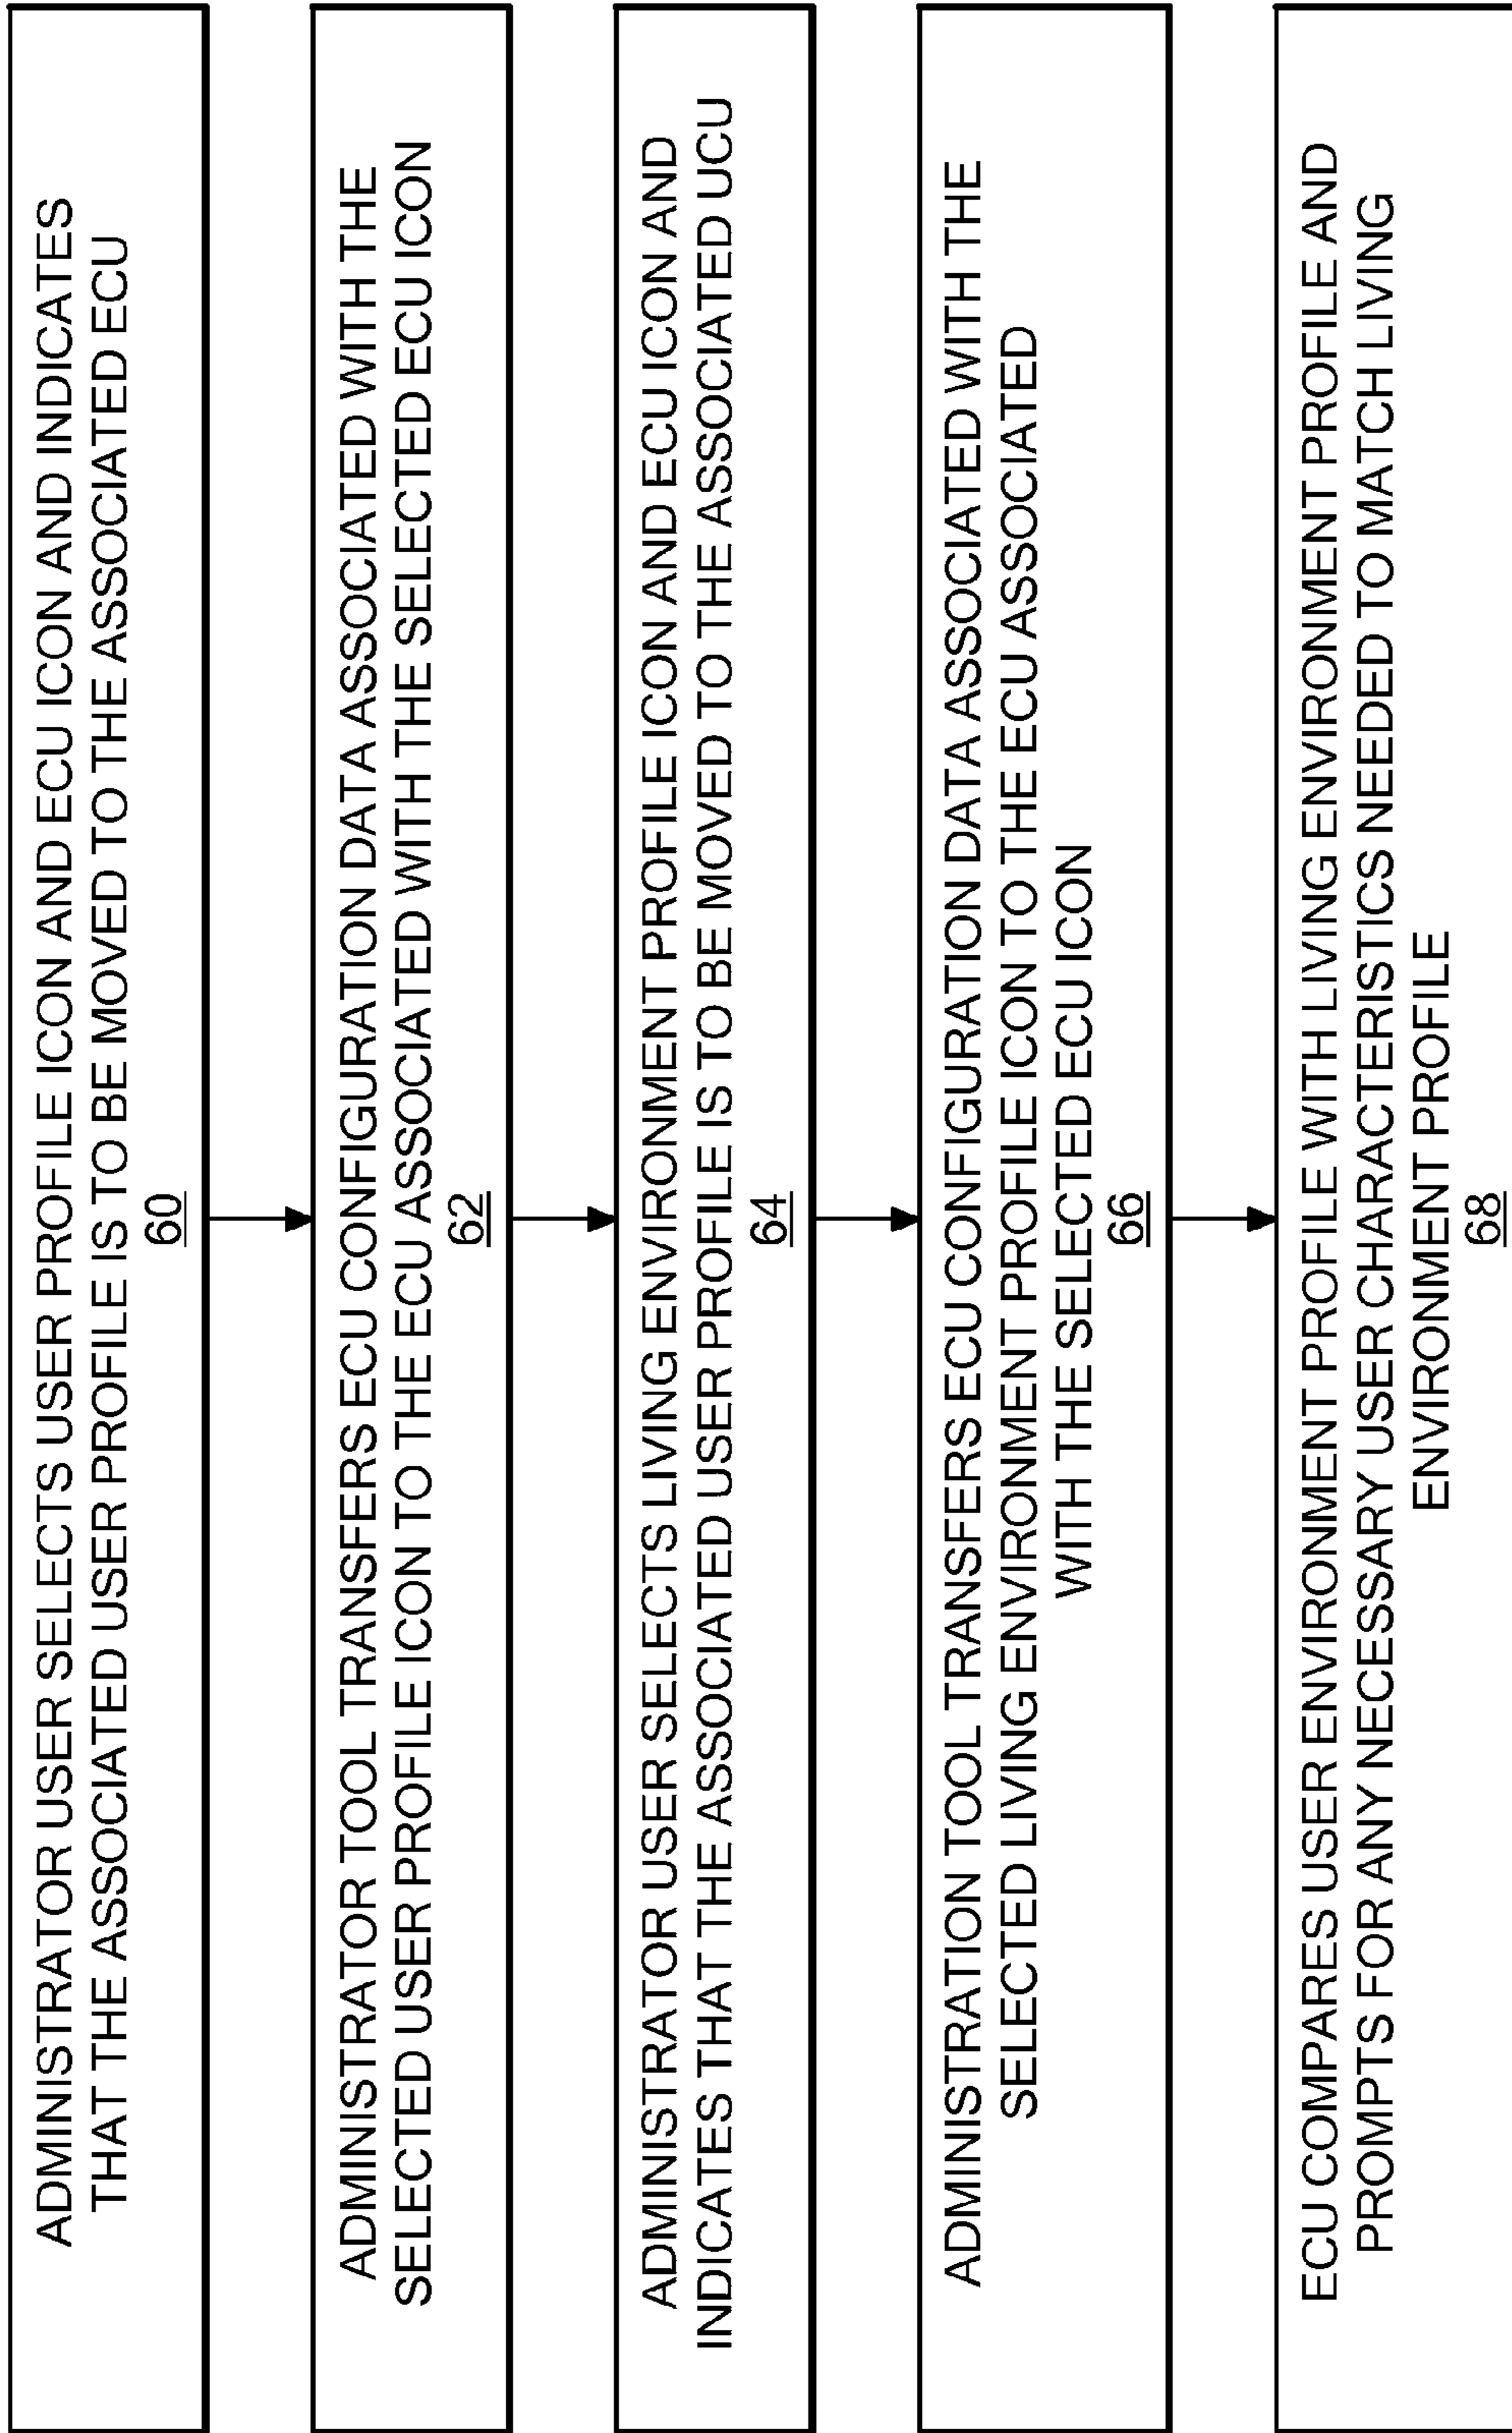 ADMINISTRATOR USER SELECTS USER PROFILE ICON AND ECU ICON AND INDICATES
THAT THE ASSOCIATED USER PROFILE IS TO BE MOVED TO THE ASSOCIATED ECU
60
ADMINISTRATOR TOOL TRANSFERS ECU CONFIGURATION DATA ASSOCIATED WITH THE
SELECTED USER PROFILE ICON TO THE ECU ASSOCIATED WITH THE SELECTED ECU ICON
62
ADMINISTRATOR USER SELECTS LIVING ENVIRONMENT PROFILE ICON AND ECU ICON AND
INDICATES THAT THE ASSOCIATED USER PROFILE IS TO BE MOVED TO THE ASSOCIATED UCU
64
ADMINISTRATION TOOL TRANSFERS ECU CONFIGURATION DATA ASSOCIATED WITH THE
SELECTED LIVING ENVIRONMENT PROFILE ICON TO THE ECU ASSOCIATED
WITH THE SELECTED ECU ICON
66
ECU COMPARES USER ENVIRONMENT PROFILE WITH LIVING ENVIRONMENT PROFILE AND
PROMPTS FOR ANY NECESSARY USER CHARACTERISTICS NEEDED TO MATCH LIVING
ENVIRONMENT PROFILE
68